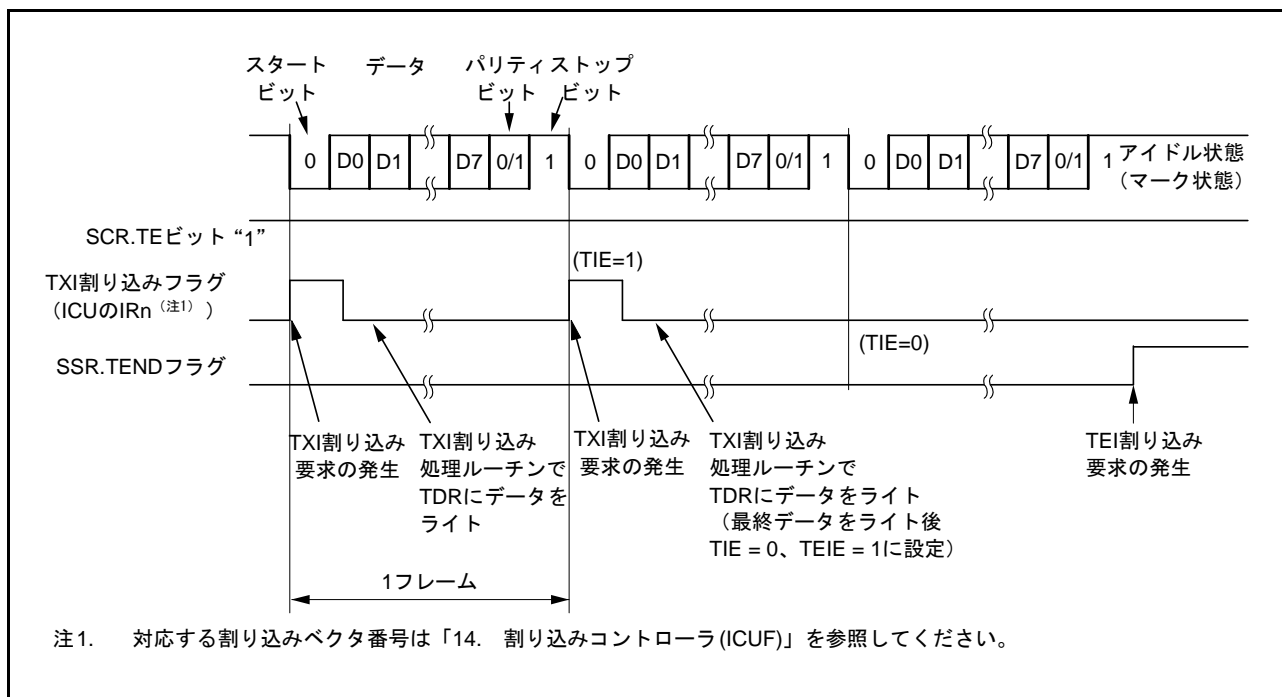 スタート
ビット
データ
パリティ
ビット
ストップ
ビット
0 D0 D1 D7 0/1 1 0 D0 D1 D7 0/1 1 0 D0 D1 D7 0/1 1 アイドル状態
（マーク状態）
SCR.TEビット “1”
(TIE=1)
TXI割り込みフラグ
（ICUのIRn（注1））
(TIE=0)
SSR.TENDフラグ
TXI割り込み
要求の発生
TXI割り込み
処理ルーチンで
TDRにデータを
ライト
TXI割り込み
要求の発生
TXI割り込み
処理ルーチンで
TDRにデータをライト
（最終データをライト後
TIE = 0、TEIE = 1に設定）
TEI割り込み
要求の発生
1フレーム
注1. 対応する割り込みベクタ番号は「14. 割り込みコントローラ(ICUF)」を参照してください。